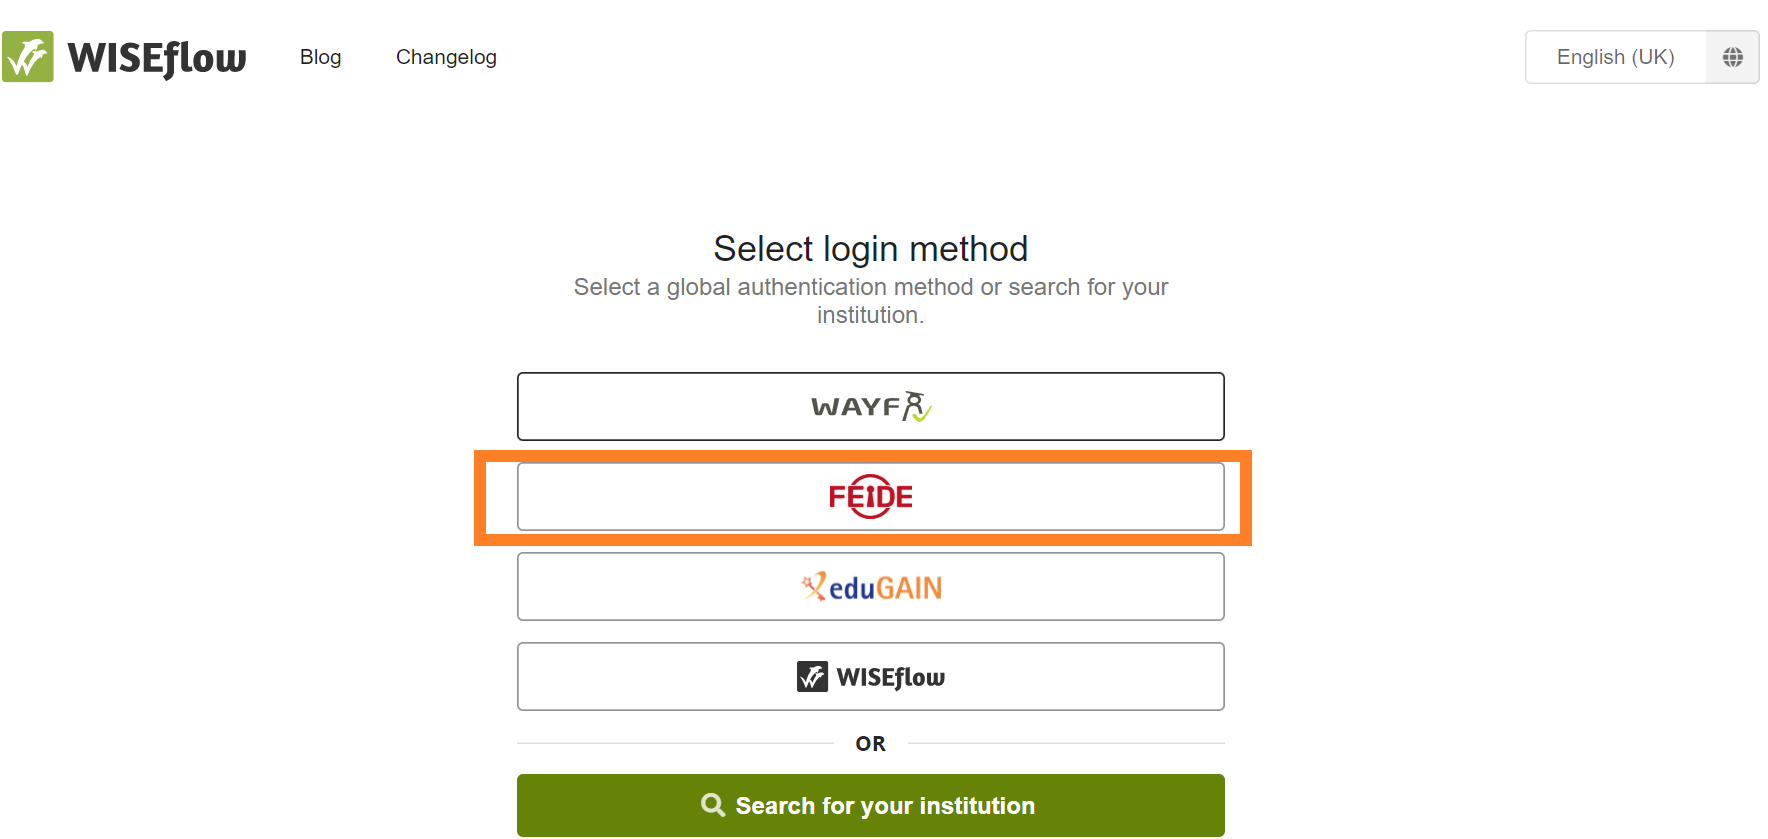 WISEflow
Blog
Changelog
English (UK)
Select login method
Select a global authentication method or search for your
institution.
WAYF
FEIDE
eduGAIN
WISEflow
OR
Search for your institution